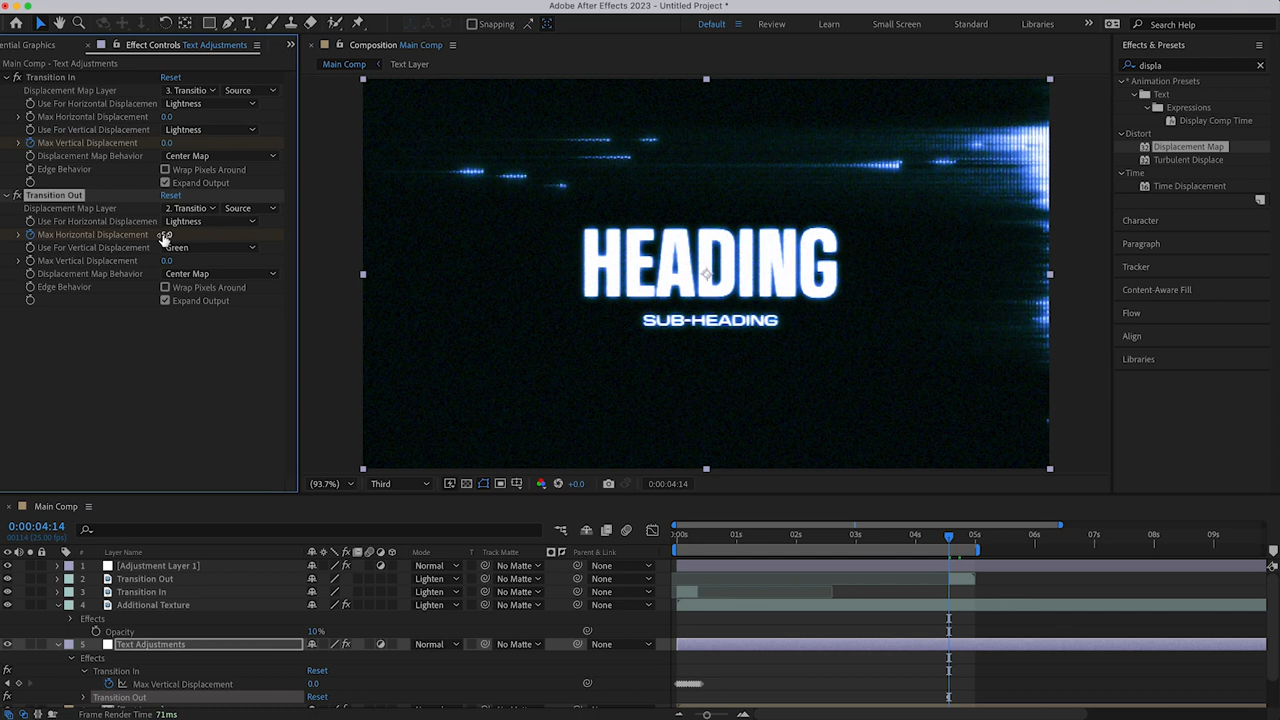 Adobe After Effects 2023 - Untitled Project *
Snapping
Default
Review
Learn
Small Screen
Standard
Libraries
Search Help
ential Graphics
Effect Controls Text Adjustments
Composition Main Comp
Effects & Presets
Main Comp - Text Adjustments
Main Comp
Text Layer
displa
Transition In
Reset
Displacement Map Layer
3. Transitio
Source
Use For Horizontal Displacemen
Lightness
Max Horizontal Displacement
0.0
Use For Vertical Displacement
Lightness
Max Vertical Displacement
0.0
Displacement Map Behavior
Center Map
Edge Behavior
Wrap Pixels Around
Expand Output
Transition Out
Reset
Displacement Map Layer
2. Transitio
Source
Use For Horizontal Displacemen
Lightness
Max Horizontal Displacement
Use For Vertical Displacement
Green
Max Vertical Displacement
0.0
Displacement Map Behavior
Center Map
Edge Behavior
Wrap Pixels Around
Expand Output
HEADING
SUB-HEADING
* Animation Presets
Text
Expressions
Display Comp Time
Distort
Displacement Map
Turbulent Displace
Time
Time Displacement
Character
Paragraph
Tracker
Content-Aware Fill
Flow
Align
Libraries
(93.7%)
Third
+0.0
0:00:04:14
Main Comp
0:00:04:14
00114 (25.00 fps)
:00s
01s
02s
03s
04s
05s
06s
07s
08s
09s
#
Layer Name
Mode
Track Matte
Parent & Link
1
[Adjustment Layer 1]
Normal
No Matte
None
2
Transition Out
Lighten
No Matte
None
3
Transition In
Lighten
No Matte
None
4
Additional Texture
Lighten
No Matte
None
Effects
Opacity
10%
5
Text Adjustments
Normal
No Matte
None
Effects
Transition In
Reset
Max Vertical Displacement
0.0
Transition Out
Reset
Frame Render Time 71ms